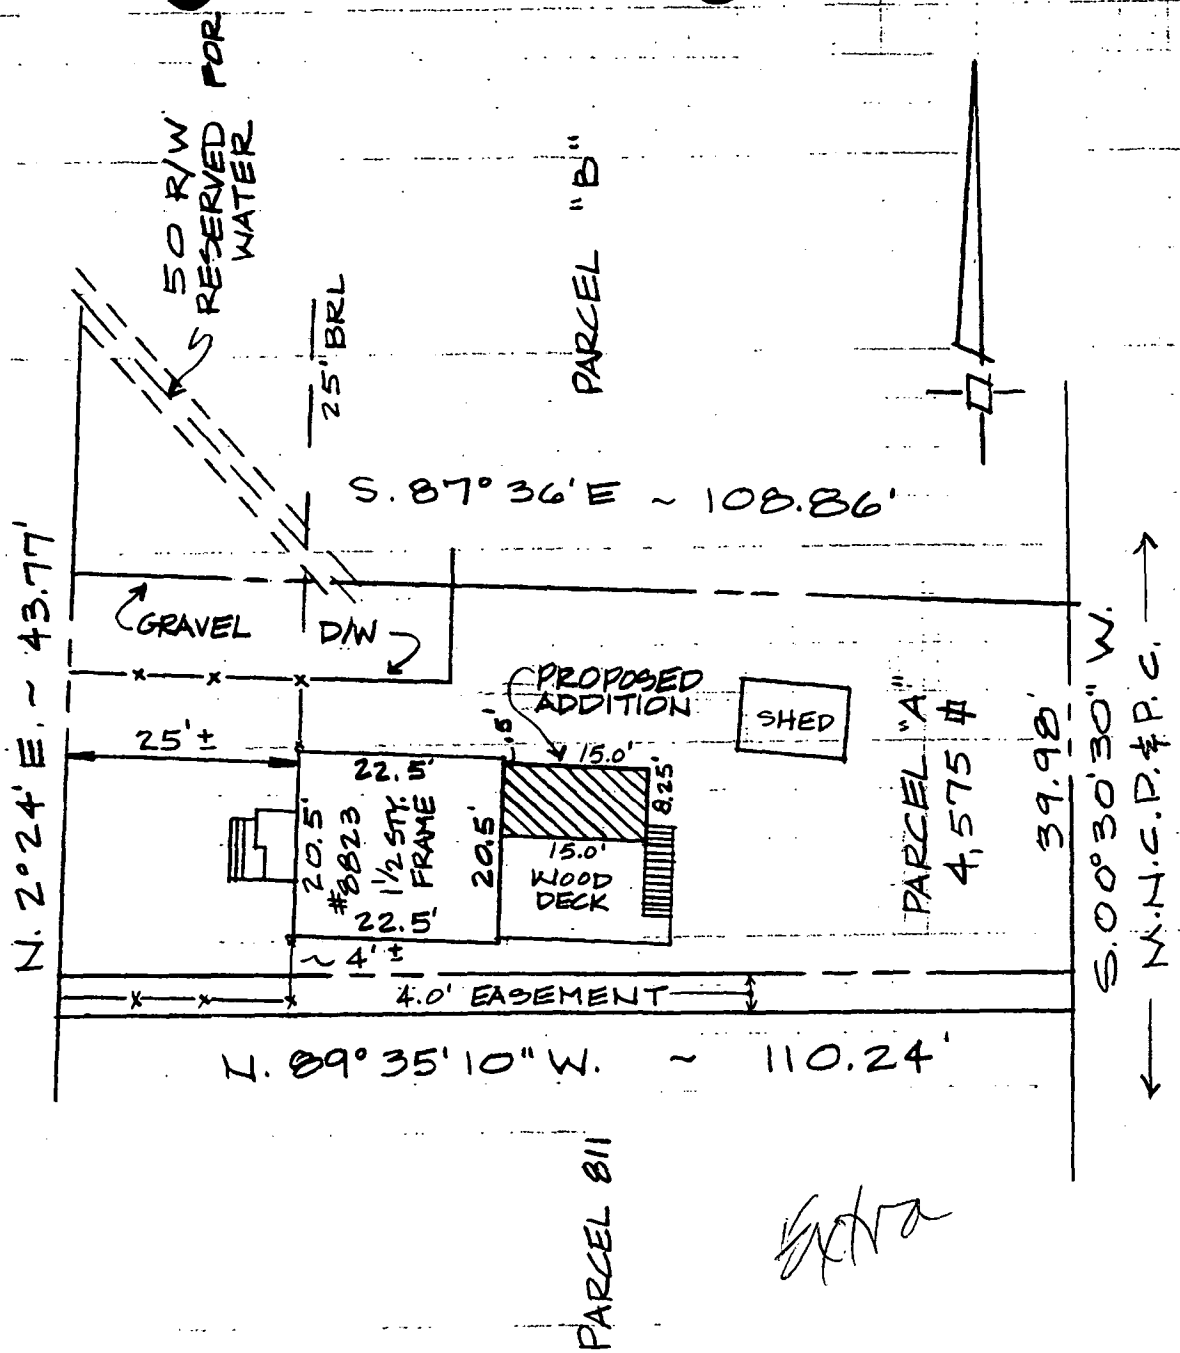 50 R/W
RESERVED FOR
WATER
25' BRL
PARCEL "B"
S. 87° 36' E ~ 108.86'
N. 2° 24' E. ~ 43.77'
GRAVEL
D/W
PROPOSED
ADDITION
SHED
25' ±
22.5'
15.0'
8.25'
20.5'
#8823
1 1/2 STY.
FRAME
20.5'
22.5'
15.0'
WOOD
DECK
PARCEL "A"
4,575 #
39.98'
S. 00° 30' 30" W.
M.N.C.P. & P.C.
~ 4' ±
4.0' EASEMENT
N. 89° 35' 10" W. ~ 110.24'
PARCEL 811
Extra